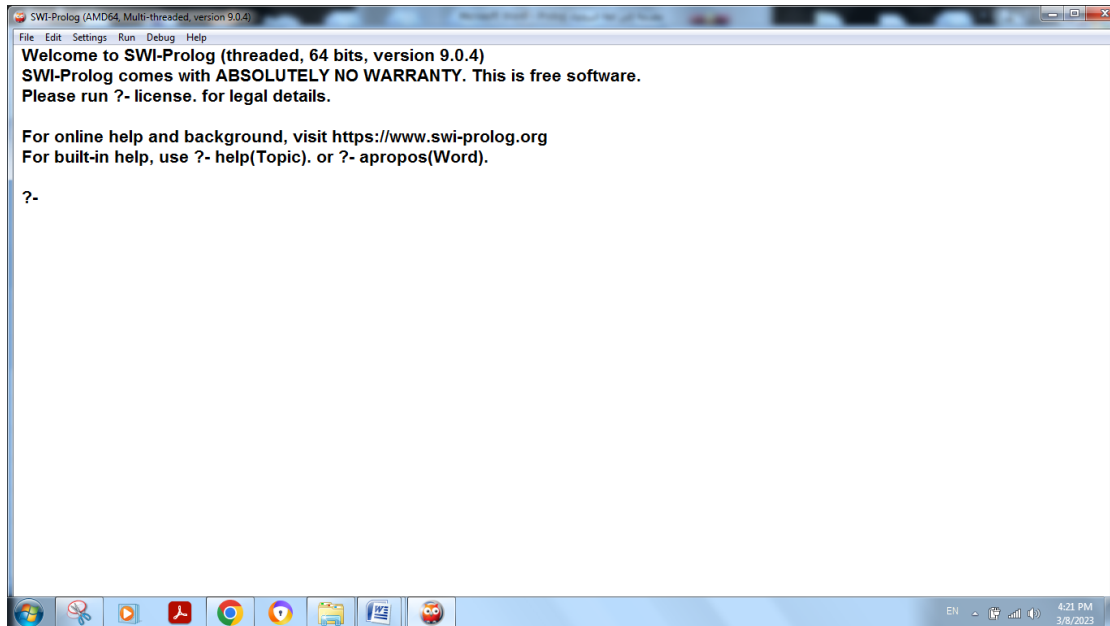 SWI-Prolog (AMD64, Multi-threaded, version 9.0.4)
File Edit Settings Run Debug Help
Welcome to SWI-Prolog (threaded, 64 bits, version 9.0.4)
SWI-Prolog comes with ABSOLUTELY NO WARRANTY. This is free software.
Please run ?- license. for legal details.
For online help and background, visit https://www.swi-prolog.org
For built-in help, use ?- help(Topic). or ?- apropos(Word).
?-
EN
4:21 PM
3/8/2023